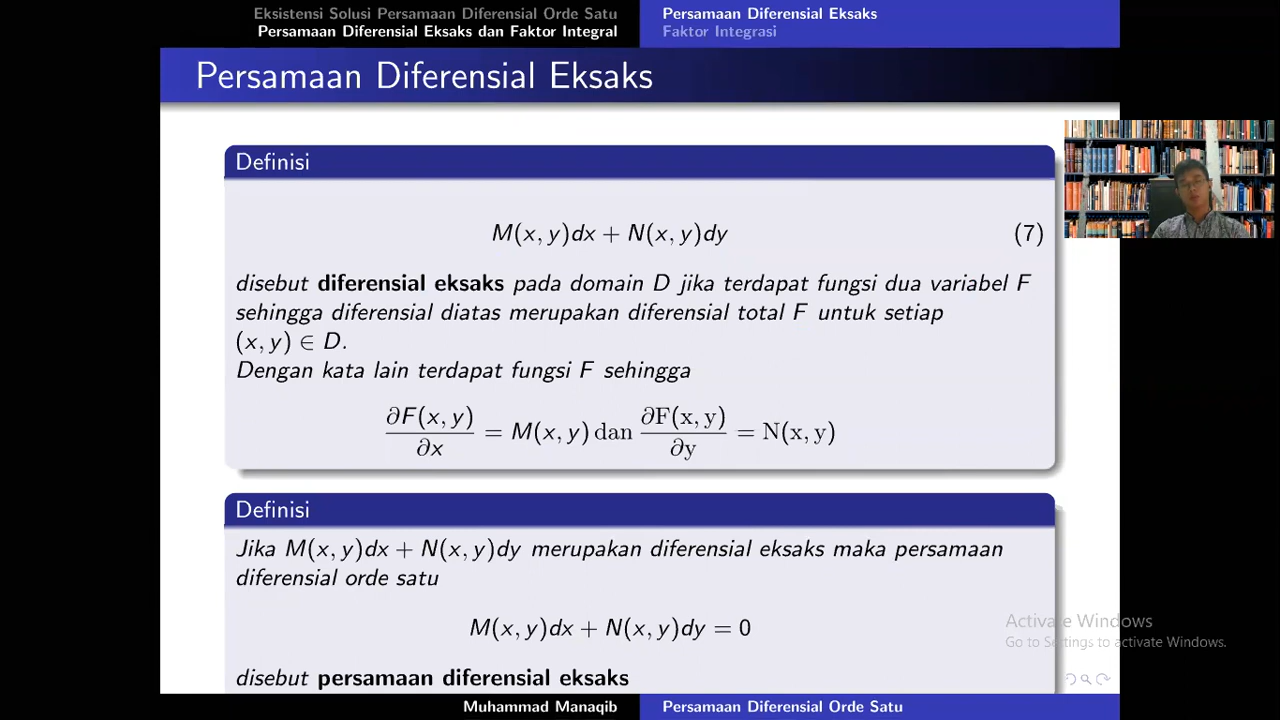 Eksistensi Solusi Persamaan Diferensial Orde Satu
Persamaan Diferensial Eksaks dan Faktor Integral
Persamaan Diferensial Eksaks
Faktor Integrasi
Persamaan Diferensial Eksaks
Definisi
M(x, y)dx + N(x, y)dy (7)
disebut diferensial eksaks pada domain D jika terdapat fungsi dua variabel F
sehingga diferensial diatas merupakan diferensial total F untuk setiap
(x, y) ∈ D.
Dengan kata lain terdapat fungsi F sehingga
∂F(x, y)/∂x = M(x, y) dan ∂F(x, y)/∂y = N(x, y)
Definisi
Jika M(x, y)dx + N(x, y)dy merupakan diferensial eksaks maka persamaan
diferensial orde satu
M(x, y)dx + N(x, y)dy = 0
disebut persamaan diferensial eksaks
Activate Windows
Go to Settings to activate Windows.
Muhammad Manaqib
Persamaan Diferensial Orde Satu